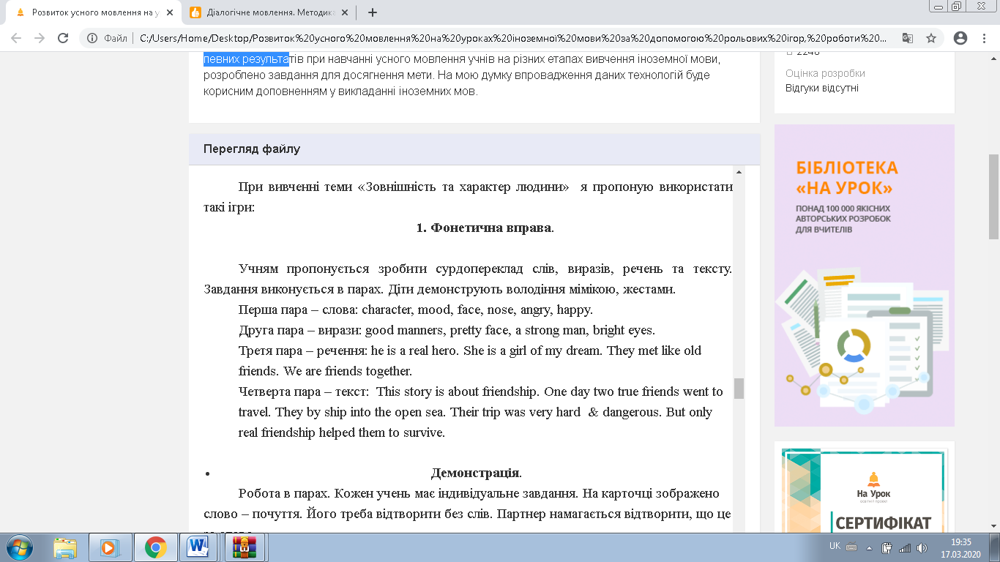 Розвиток усного мовлення на у
Діалогічне мовлення. Методика
Файл
C:/Users/Home/Desktop/Розвиток%20усного%20мовлення%20на%20уроках%20іноземної%20мови%20за%20допомогою%20рольових%20ігор,%20роботи%20...
певних результатів при навчанні усного мовлення учнів на різних етапах вивчення іноземної мови,
розроблено завдання для досягнення мети. На мою думку впровадження даних технологій буде
корисним доповненням у викладанні іноземних мов.
2248
Оцінка розробки
Відгуки відсутні
Перегляд файлу
При вивченні теми «Зовнішність та характер людини» я пропоную використати
такі ігри:
1. Фонетична вправа.
Учням пропонується зробити сурдопереклад слів, виразів, речень та тексту.
Завдання виконується в парах. Діти демонструють володіння мімікою, жестами.
Перша пара – слова: character, mood, face, nose, angry, happy.
Друга пара – вирази: good manners, pretty face, a strong man, bright eyes.
Третя пара – речення: he is a real hero. She is a girl of my dream. They met like old
friends. We are friends together.
Четверта пара – текст: This story is about friendship. One day two true friends went to
travel. They by ship into the open sea. Their trip was very hard & dangerous. But only
real friendship helped them to survive.
• Демонстрація.
Робота в парах. Кожен учень має індивідуальне завдання. На карточці зображено
слово – почуття. Його треба відтворити без слів. Партнер намагається відтворити, що це
БІБЛІОТЕКА
«НА УРОК»
ПОНАД 100 000 ЯКІСНИХ
АВТОРСЬКИХ РОЗРОБОК
ДЛЯ ВЧИТЕЛІВ
На Урок
освітній проект
СЕРТИФІКАТ
UK
19:35
17.03.2020